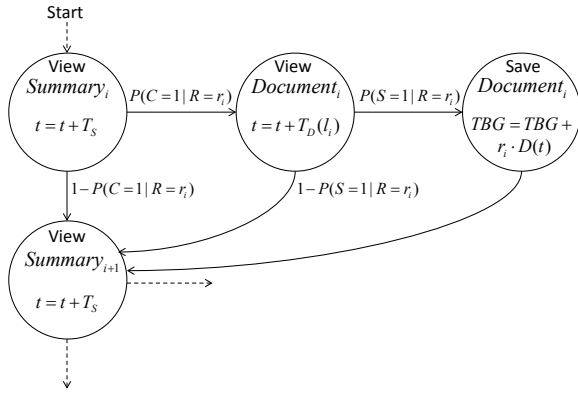 Start
View
Summary_i
t = t + T_S
P(C = 1 | R = r_i)
View
Document_i
t = t + T_D(l_i)
P(S = 1 | R = r_i)
Save
Document_i
TBG = TBG +
r_i · D(t)
1 − P(C = 1 | R = r_i)
1 − P(S = 1 | R = r_i)
View
Summary_{i+1}
t = t + T_S